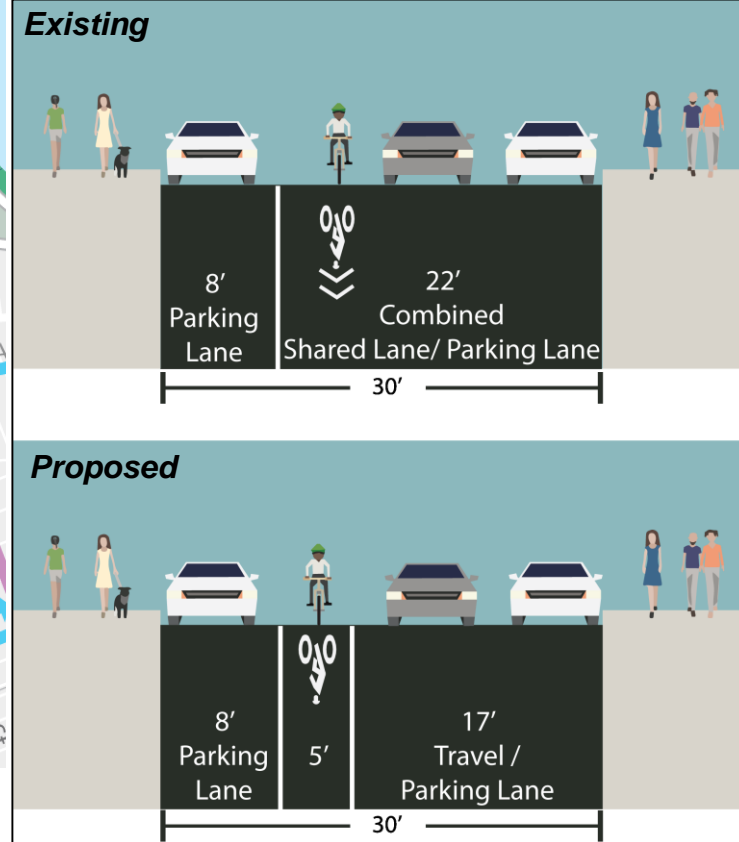 Existing
8'
Parking
Lane
22'
Combined
Shared Lane/ Parking Lane
30'
Proposed
8'
Parking
Lane
5'
17'
Travel /
Parking Lane
30'